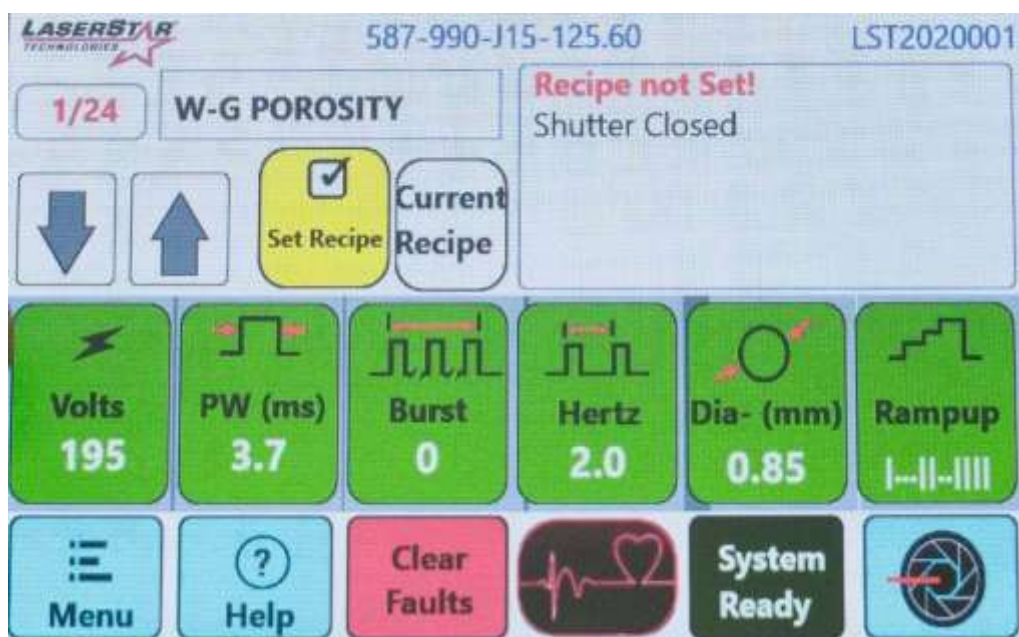 LASERSTAR
TECHNOLOGIES
587-990-J15-125.60
LST2020001
1/24
W-G POROSITY
Recipe not Set!
Shutter Closed
Set Recipe
Current
Recipe
Volts
195
PW (ms)
3.7
Burst
0
Hertz
2.0
Dia- (mm)
0.85
Rampup
Menu
?
Help
Clear
Faults
System
Ready